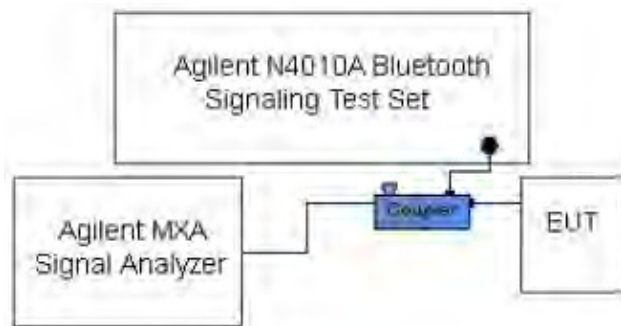 Agilent N4010A Bluetooth
Signaling Test Set
Coupler
Agilent MXA
Signal Analyzer
EUT